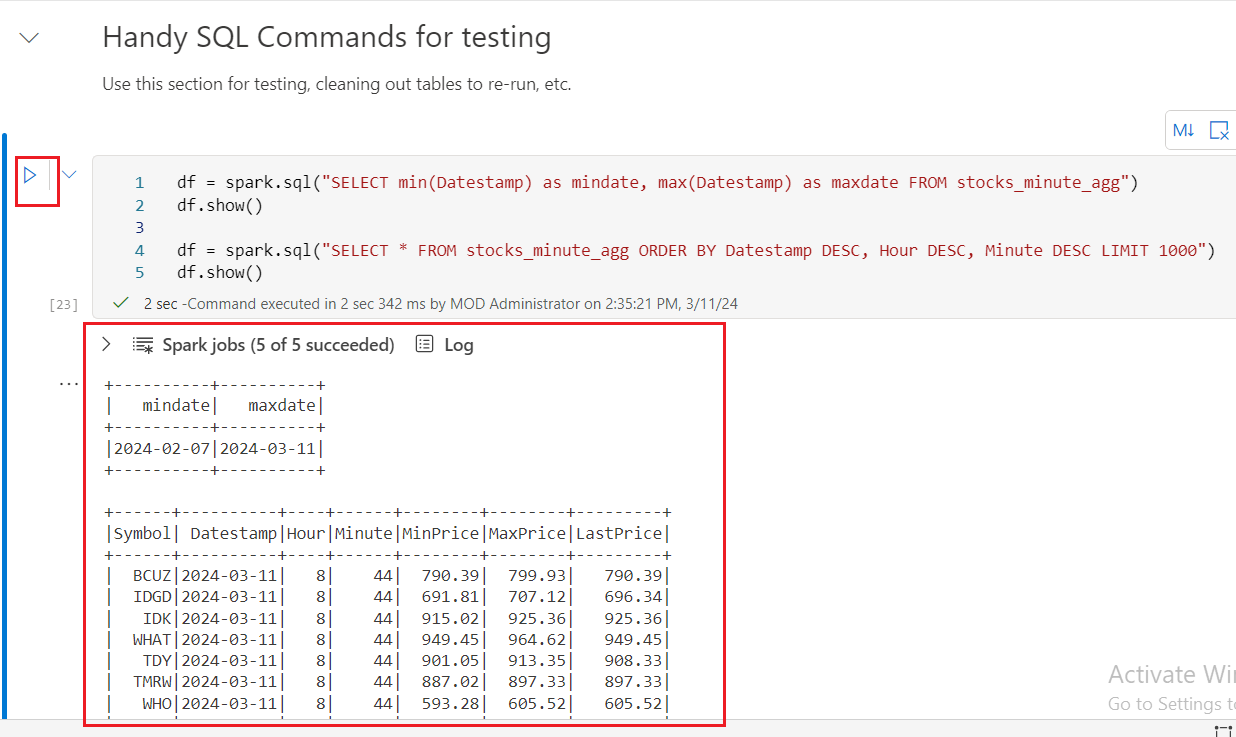 Handy SQL Commands for testing
Use this section for testing, cleaning out tables to re-run, etc.
M↓
1 df = spark.sql("SELECT min(Datestamp) as mindate, max(Datestamp) as maxdate FROM stocks_minute_agg")
2 df.show()
3
4 df = spark.sql("SELECT * FROM stocks_minute_agg ORDER BY Datestamp DESC, Hour DESC, Minute DESC LIMIT 1000")
5 df.show()
[23] 2 sec -Command executed in 2 sec 342 ms by MOD Administrator on 2:35:21 PM, 3/11/24
Spark jobs (5 of 5 succeeded) Log
...
+----------+----------+
|   mindate|   maxdate|
+----------+----------+
|2024-02-07|2024-03-11|
+----------+----------+
+------+----------+----+------+--------+--------+---------+
|Symbol| Datestamp|Hour|Minute|MinPrice|MaxPrice|LastPrice|
+------+----------+----+------+--------+--------+---------+
|  BCUZ|2024-03-11|   8|    44|  790.39|  799.93|   790.39|
|  IDGD|2024-03-11|   8|    44|  691.81|  707.12|   696.34|
|   IDK|2024-03-11|   8|    44|  915.02|  925.36|   925.36|
|  WHAT|2024-03-11|   8|    44|  949.45|  964.62|   949.45|
|   TDY|2024-03-11|   8|    44|  901.05|  913.35|   908.33|
|  TMRW|2024-03-11|   8|    44|  887.02|  897.33|   897.33|
|   WHO|2024-03-11|   8|    44|  593.28|  605.52|   605.52|
Activate Wi
Go to Settings t